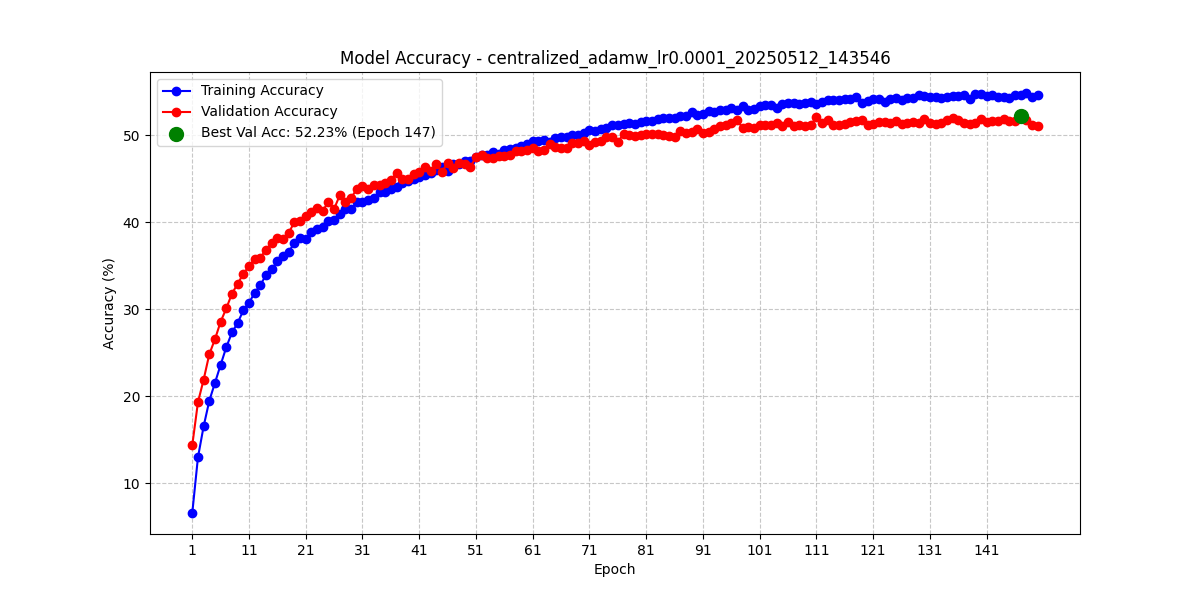 Model Accuracy - centralized_adamw_lr0.0001_20250512_143546
Training Accuracy
Validation Accuracy
Best Val Acc: 52.23% (Epoch 147)
Accuracy (%)
50
40
30
20
10
1 11 21 31 41 51 61 71 81 91 101 111 121 131 141
Epoch